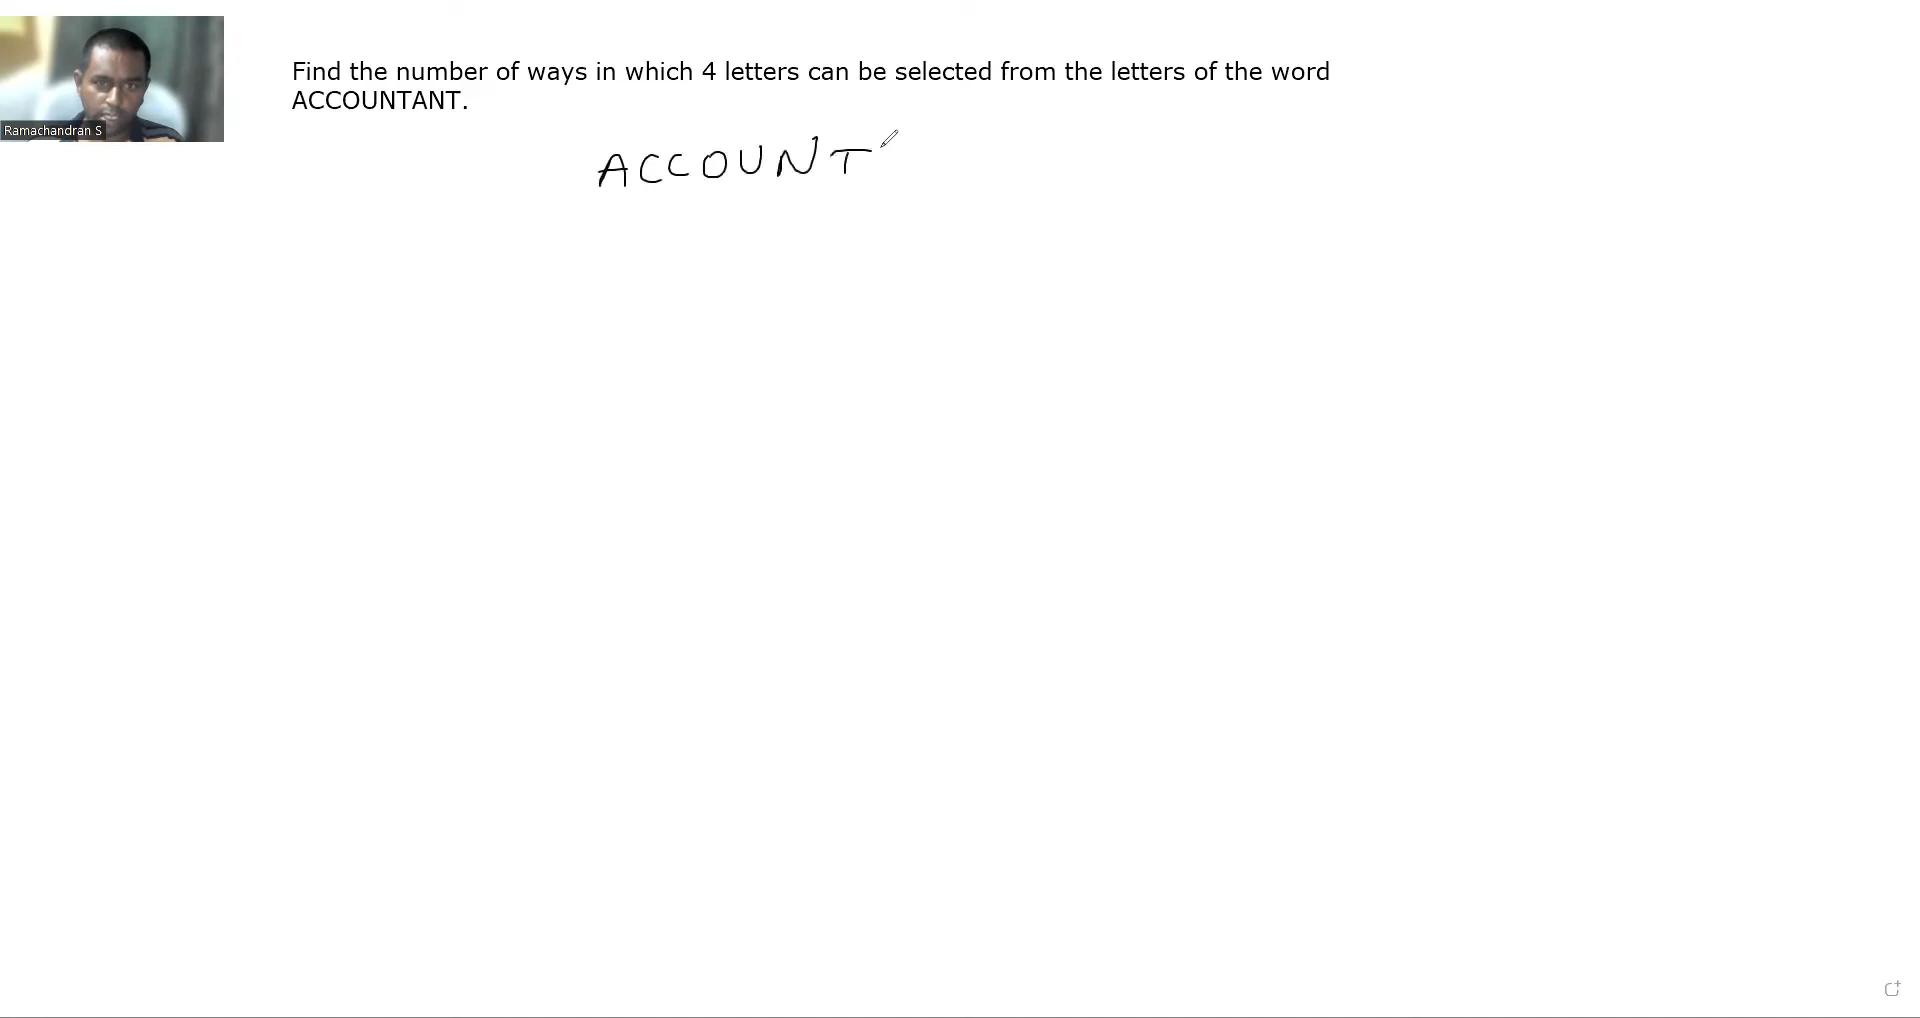 Ramachandran S
Find the number of ways in which 4 letters can be selected from the letters of the word
ACCOUNTANT.
ACCOUNT